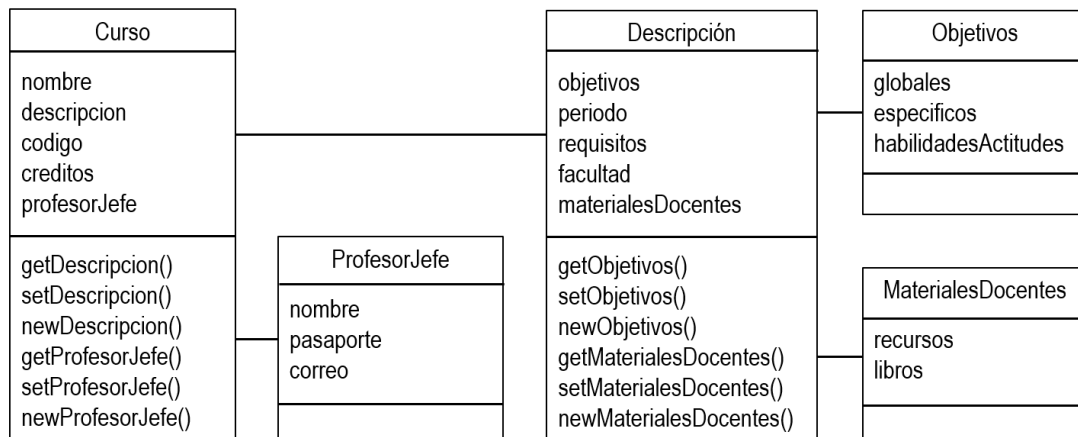 Curso
nombre
descripcion
codigo
creditos
profesorJefe
getDescripcion()
setDescripcion()
newDescripcion()
getProfesorJefe()
setProfesorJefe()
newProfesorJefe()
ProfesorJefe
nombre
pasaporte
correo
Descripción
objetivos
periodo
requisitos
facultad
materialesDocentes
getObjetivos()
setObjetivos()
newObjetivos()
getMaterialesDocentes()
setMaterialesDocentes()
newMaterialesDocentes()
Objetivos
globales
especificos
habilidadesActitudes
MaterialesDocentes
recursos
libros